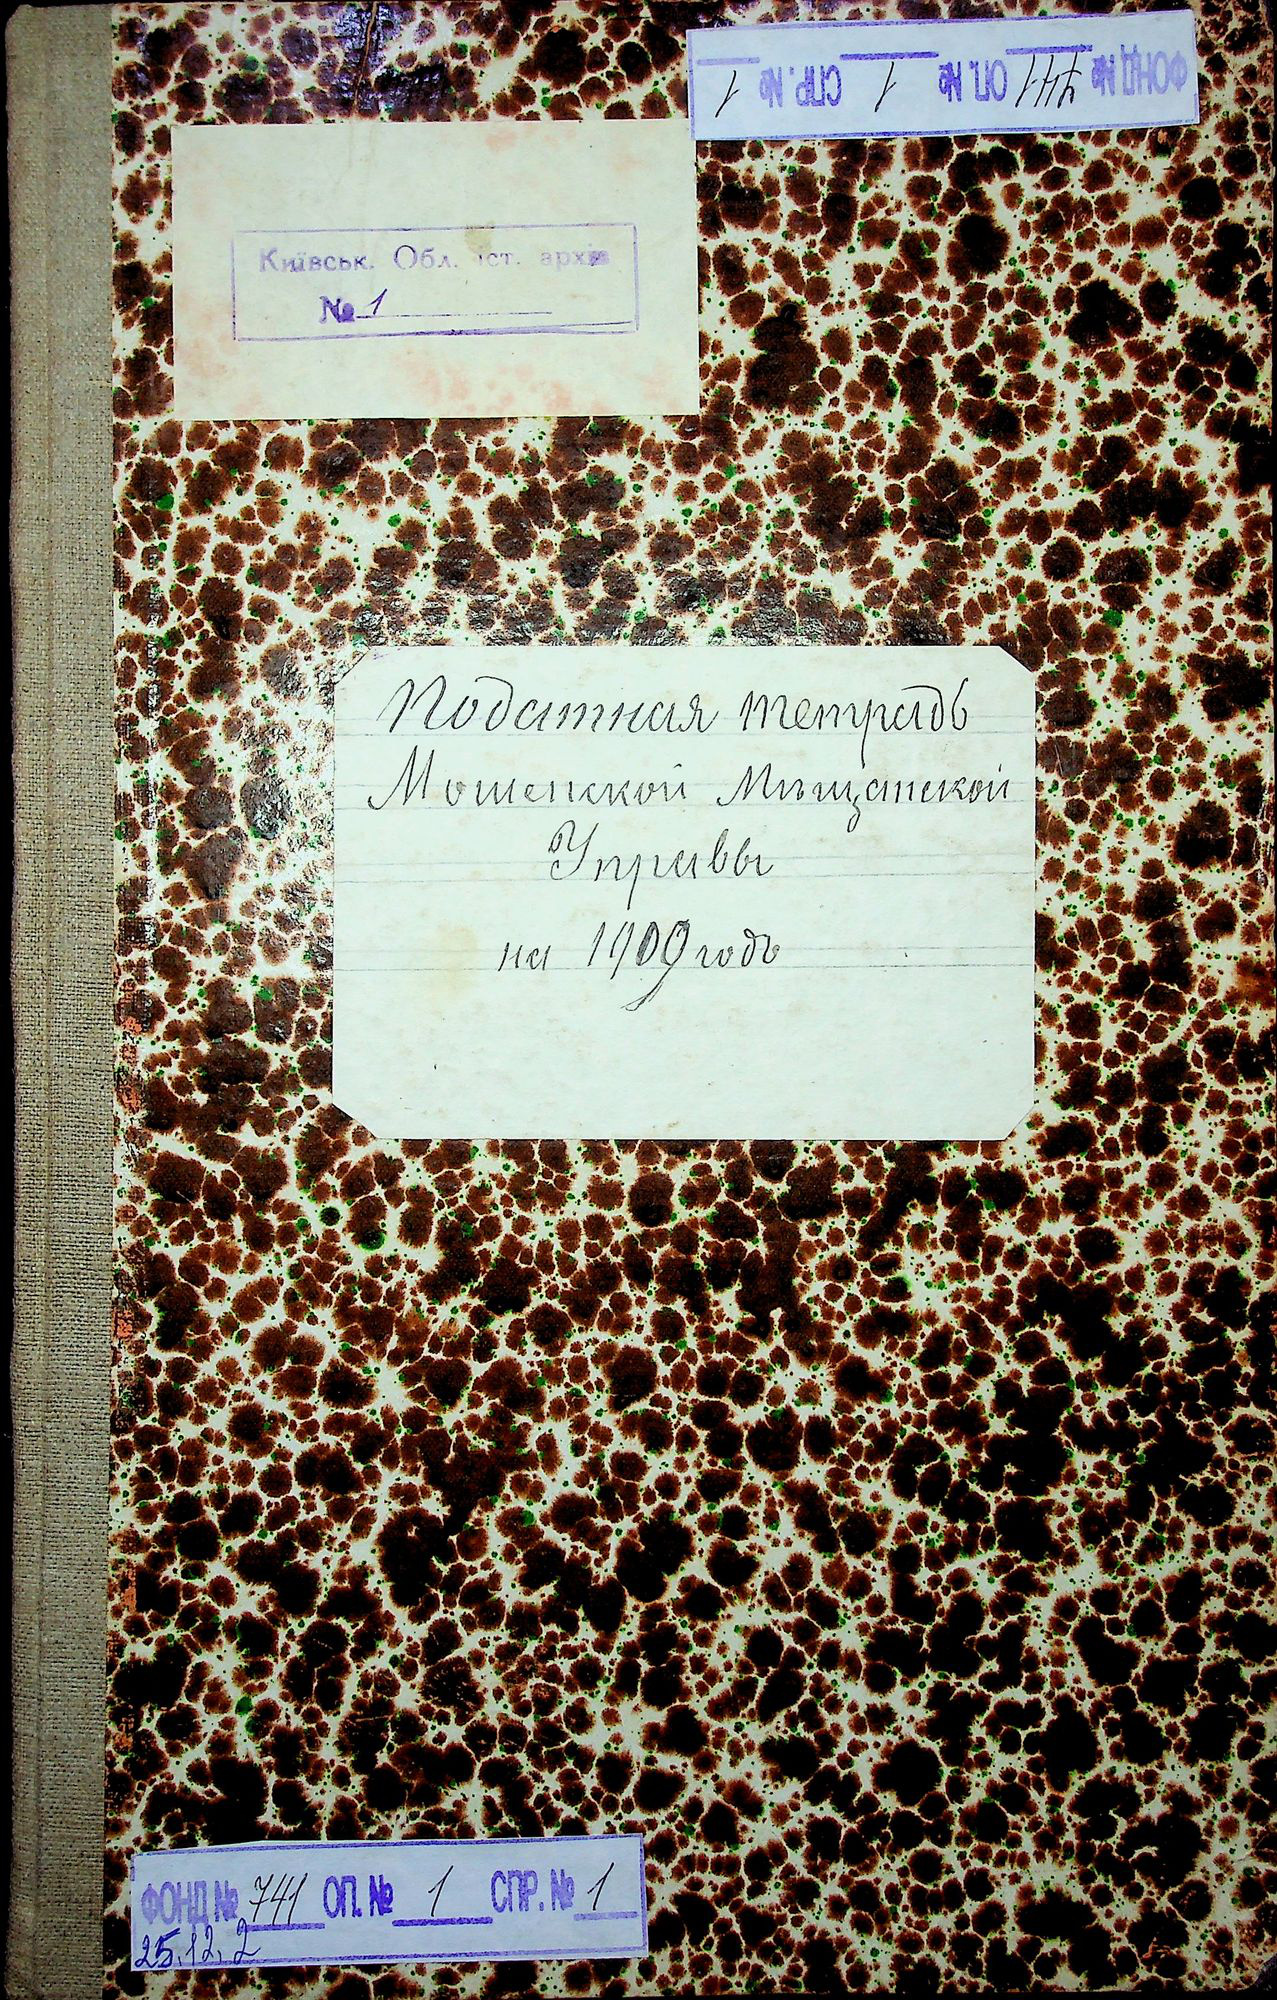 ФОНД № 741 ОП. № 1 СПР. № 1
Київськ. Обл. іст. архів
№ 1
Податная тетрадь
Мошенской Мѣщанской
Управы
на 1909 годъ
ФОНД № 741 ОП. № 1 СПР. № 1
25.12.2